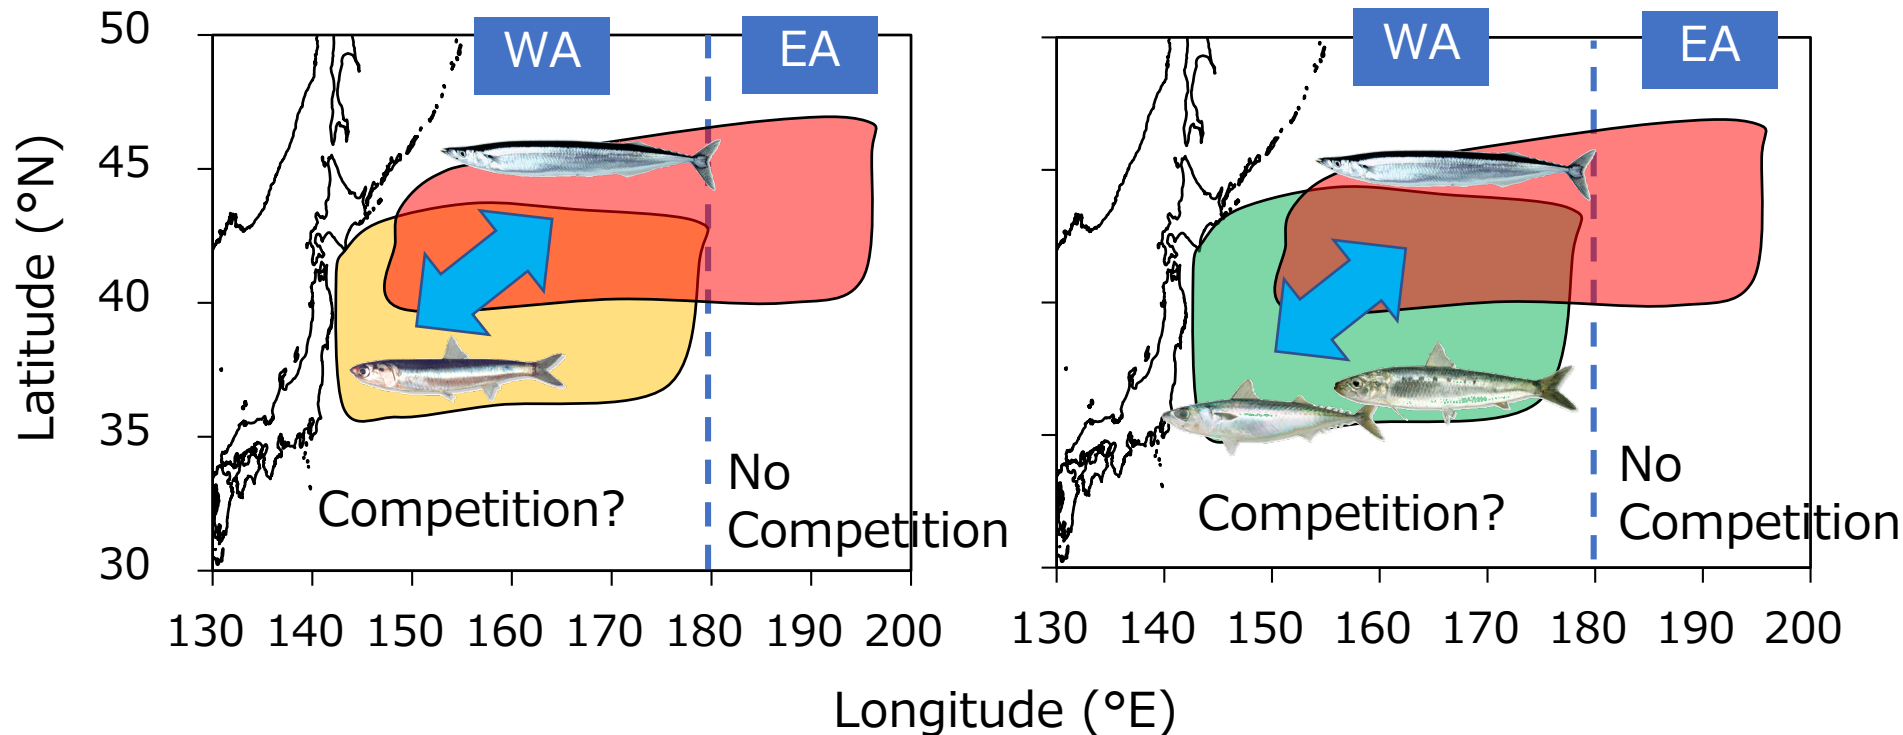 WA
EA
WA
EA
50
45
40
35
30
Latitude (°N)
Competition?
No
Competition
Competition?
No
Competition
130 140 150 160 170 180 190 200
130 140 150 160 170 180 190 200
Longitude (°E)